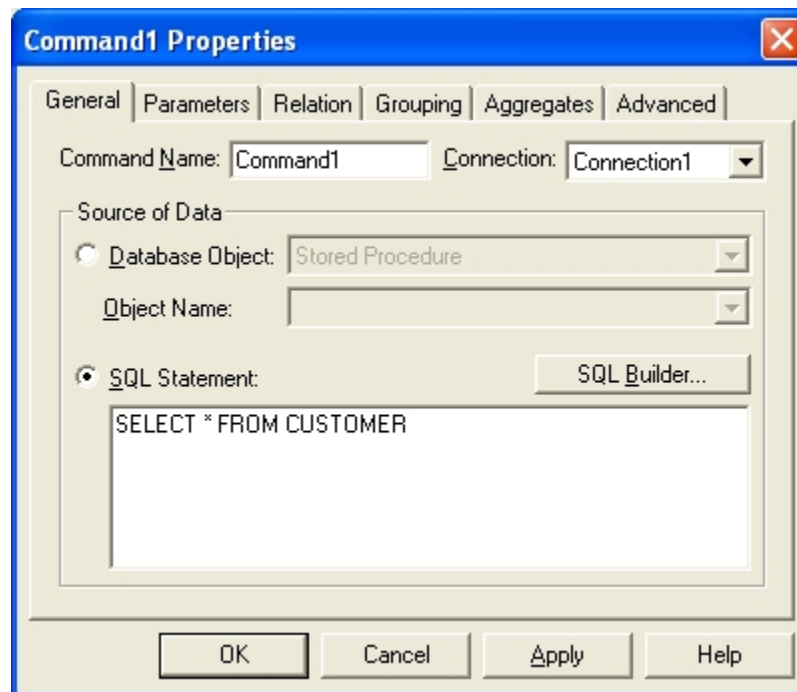 Command1 Properties
General Parameters Relation Grouping Aggregates Advanced
Command Name: Command1 Connection: Connection1
Source of Data
Database Object: Stored Procedure
Object Name:
SQL Statement: SQL Builder...
SELECT * FROM CUSTOMER
OK Cancel Apply Help